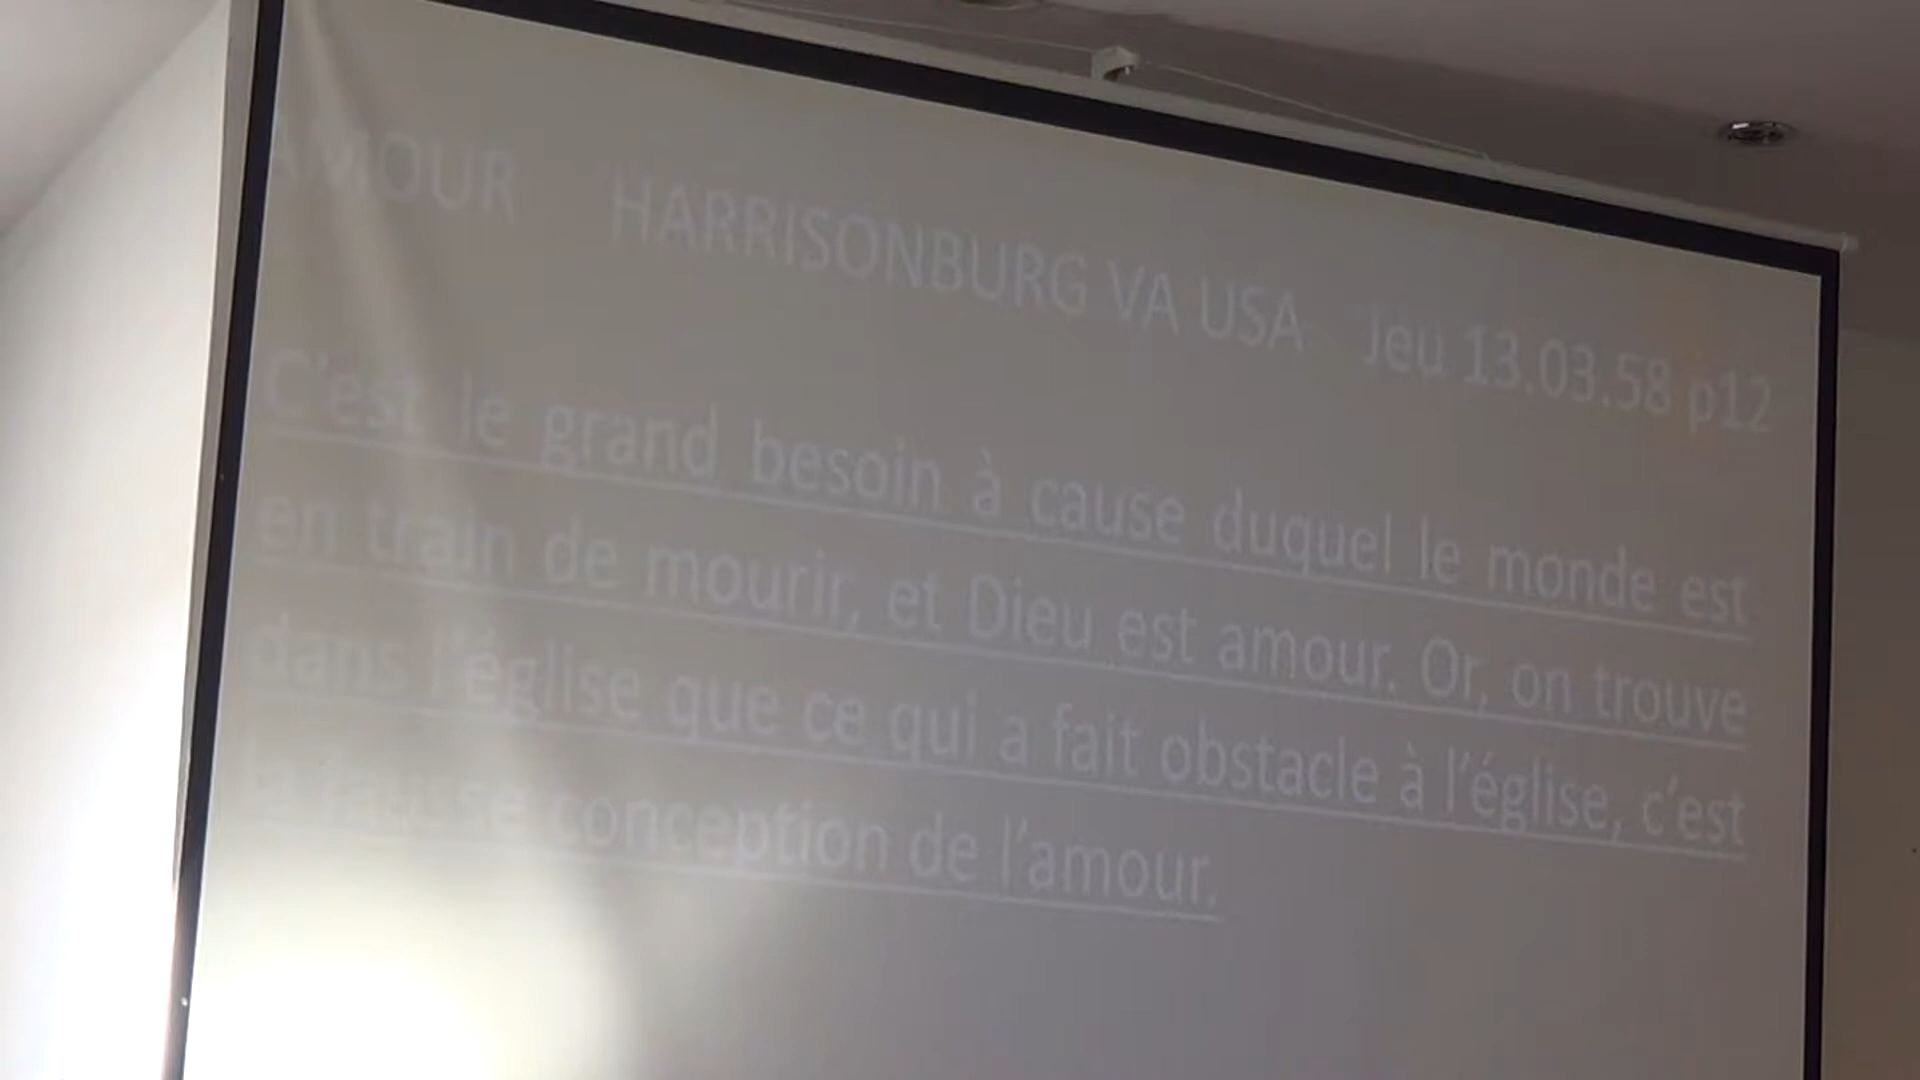 AMOUR HARRISONBURG VA USA Jeu 13.03.58 p12
C'est le grand besoin à cause duquel le monde est
en train de mourir, et Dieu est amour. Or, on trouve
dans l'église que ce qui a fait obstacle à l'église, c'est
la fausse conception de l'amour.